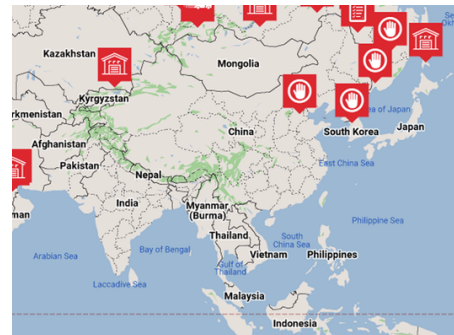 Kazakhstan
Mongolia
Kyrgyzstan
rkmenistan
ea of Japan
China
South Korea
Japan
Afghanistan
East China Sea
Pakistan
Nepal
man
India
Myanmar
(Burma)
Philippine Sea
Thailand
South
China Sea
Arabian Sea
Bay of Bengal
Vietnam
Philippines
Gulf of
Thailand
Laccadive Sea
Malaysia
Indonesia